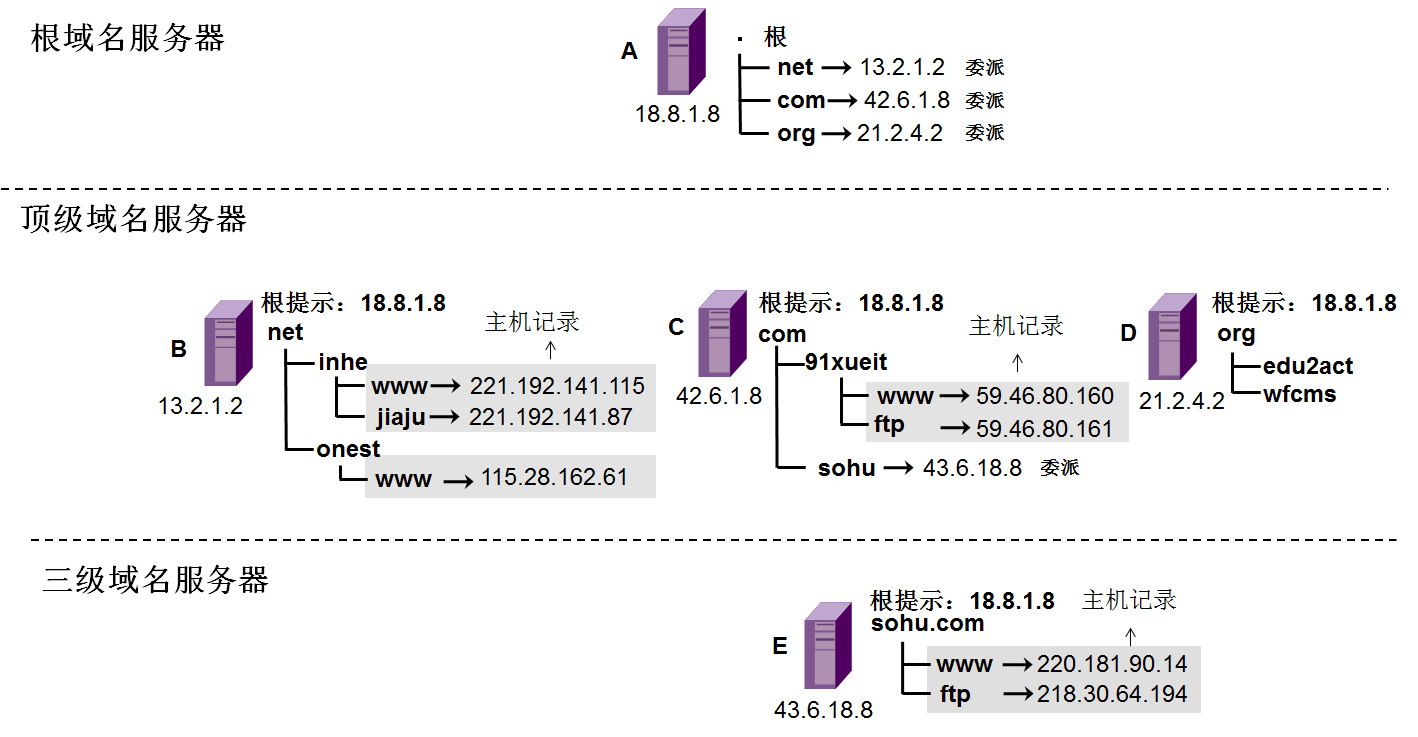 根域名服务器
A
18.8.1.8
. 根
net → 13.2.1.2 委派
com → 42.6.1.8 委派
org → 21.2.4.2 委派
顶级域名服务器
B
13.2.1.2
根提示：18.8.1.8
net
主机记录
inhe
www → 221.192.141.115
jiaju → 221.192.141.87
onest
www → 115.28.162.61
C
42.6.1.8
根提示：18.8.1.8
com
主机记录
91xueit
www → 59.46.80.160
ftp → 59.46.80.161
sohu → 43.6.18.8 委派
D
21.2.4.2
根提示：18.8.1.8
org
edu2act
wfcms
三级域名服务器
E
43.6.18.8
根提示：18.8.1.8 主机记录
sohu.com
www → 220.181.90.14
ftp → 218.30.64.194